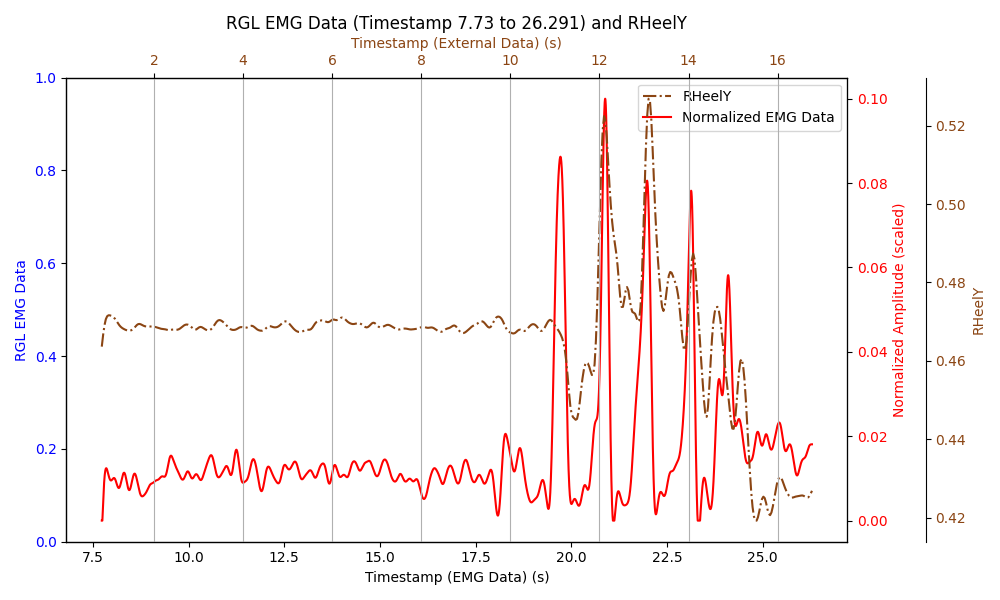 RGL EMG Data (Timestamp 7.73 to 26.291) and RHeelY
Timestamp (External Data) (s)
2 4 6 8 10 12 14 16
RHeelY
Normalized EMG Data
1.0
0.8
0.6
0.4
0.2
0.0
RGL EMG Data
0.10
0.08
0.06
0.04
0.02
0.00
Normalized Amplitude (scaled)
0.52
0.50
0.48
0.46
0.44
0.42
RHeelY
7.5 10.0 12.5 15.0 17.5 20.0 22.5 25.0
Timestamp (EMG Data) (s)